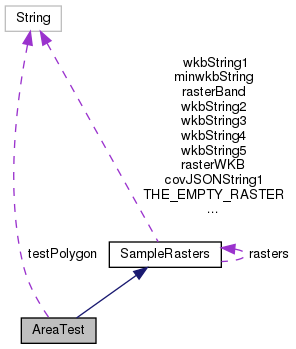 String
wkbString1
minwkbString
rasterBand
wkbString2
wkbString3
wkbString4
wkbString5
rasterWKB
covJSONString1
THE_EMPTY_RASTER
...
testPolygon
SampleRasters
rasters
AreaTest